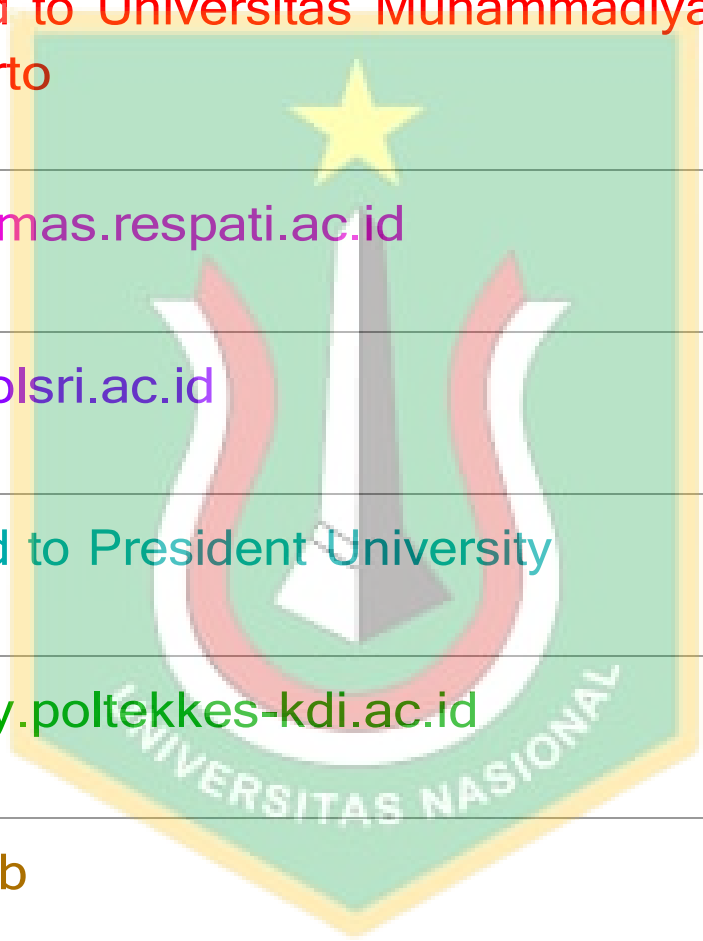 d to Universitas Muhammadiya
rto
mas.respati.ac.id
olsri.ac.id
d to President University
y.poltekkes-kdi.ac.id
UNIVERSITAS NASIONAL
b